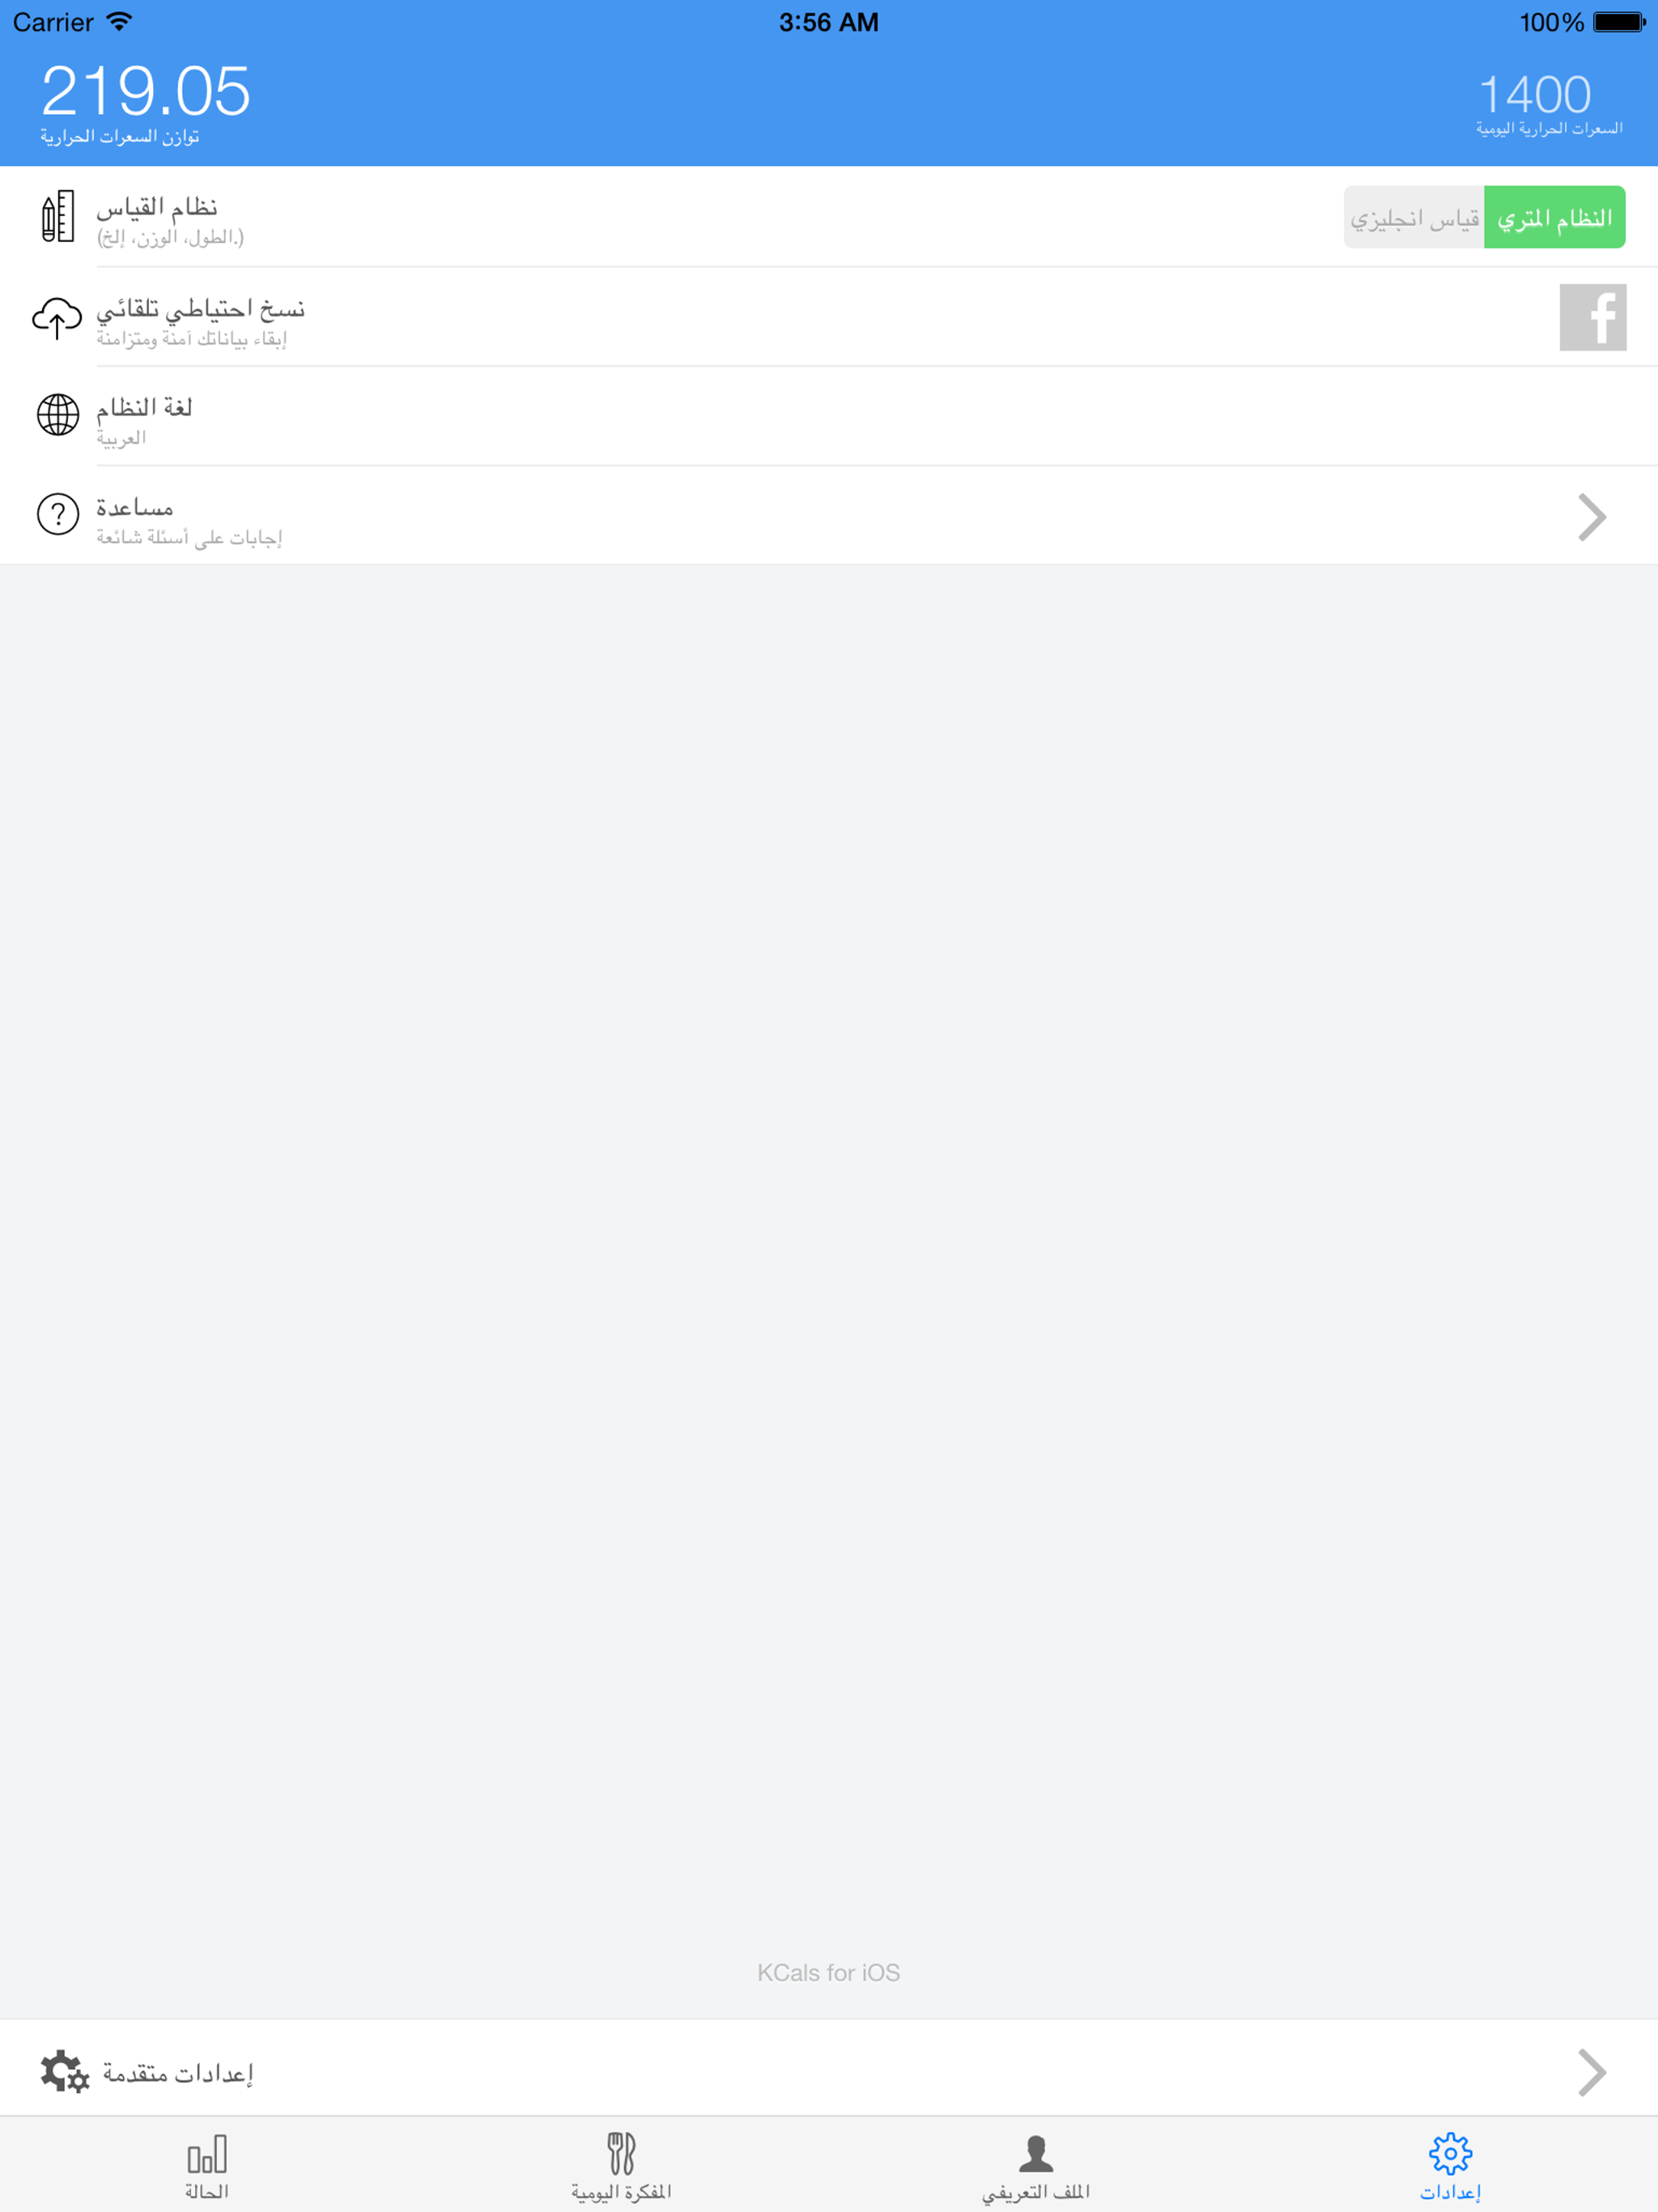 Carrier 3:56 AM 100%
219.05
توازن السعرات الحرارية
1400
السعرات الحرارية اليومية
نظام القياس
(الطول، الوزن، إلخ.)
النظام المتري
قياس انجليزي
نسخ احتياطي تلقائي
إبقاء بياناتك آمنة ومتزامنة
f
لغة النظام
العربية
مساعدة
إجابات على أسئلة شائعة
KCals for iOS
إعدادات متقدمة
الحالة
المفكرة اليومية
الملف التعريفي
إعدادات